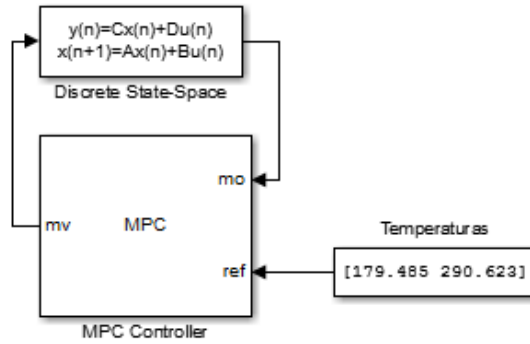 y(n)=Cx(n)+Du(n)
x(n+1)=Ax(n)+Bu(n)
Discrete State-Space
mo
mv
MPC
Temperaturas
ref
[179.485 290.623]
MPC Controller